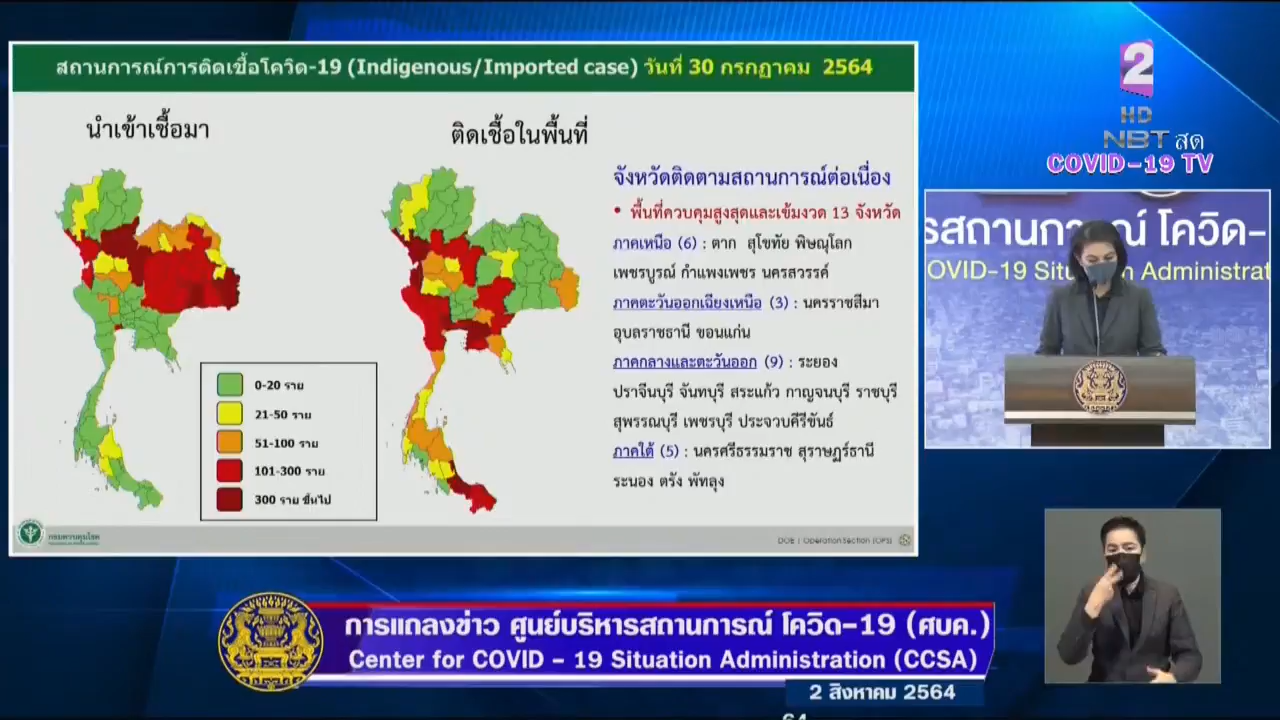 สถานการณ์การติดเชื้อโควิด-19 (Indigenous/Imported case) วันที่ 30 กรกฎาคม 2564
นำเข้าเชื้อมา
ติดเชื้อในพื้นที่
จังหวัดติดตามสถานการณ์ต่อเนื่อง
• พื้นที่ควบคุมสูงสุดและเข้มงวด 13 จังหวัด
ภาคเหนือ (6) : ตาก สุโขทัย พิษณุโลก
เพชรบูรณ์ กำแพงเพชร นครสวรรค์
ภาคตะวันออกเฉียงเหนือ (3) : นครราชสีมา
อุบลราชธานี ขอนแก่น
ภาคกลางและตะวันออก (9) : ระยอง
ปราจีนบุรี จันทบุรี สระแก้ว กาญจนบุรี ราชบุรี
สุพรรณบุรี เพชรบุรี ประจวบคีรีขันธ์
ภาคใต้ (5) : นครศรีธรรมราช สุราษฎร์ธานี
ระนอง ตรัง พัทลุง
0-20 ราย
21-50 ราย
51-100 ราย
101-300 ราย
300 ราย ขึ้นไป
กรมควบคุมโรค
DOE | Operation Section (OPS)
2
HD
NBT สด
COVID-19 TV
รสถานกา โควิด-
OVID-19 Situation Administrat
การแถลงข่าว ศูนย์บริหารสถานการณ์ โควิด-19 (ศบค.)
Center for COVID - 19 Situation Administration (CCSA)
2 สิงหาคม 2564
64